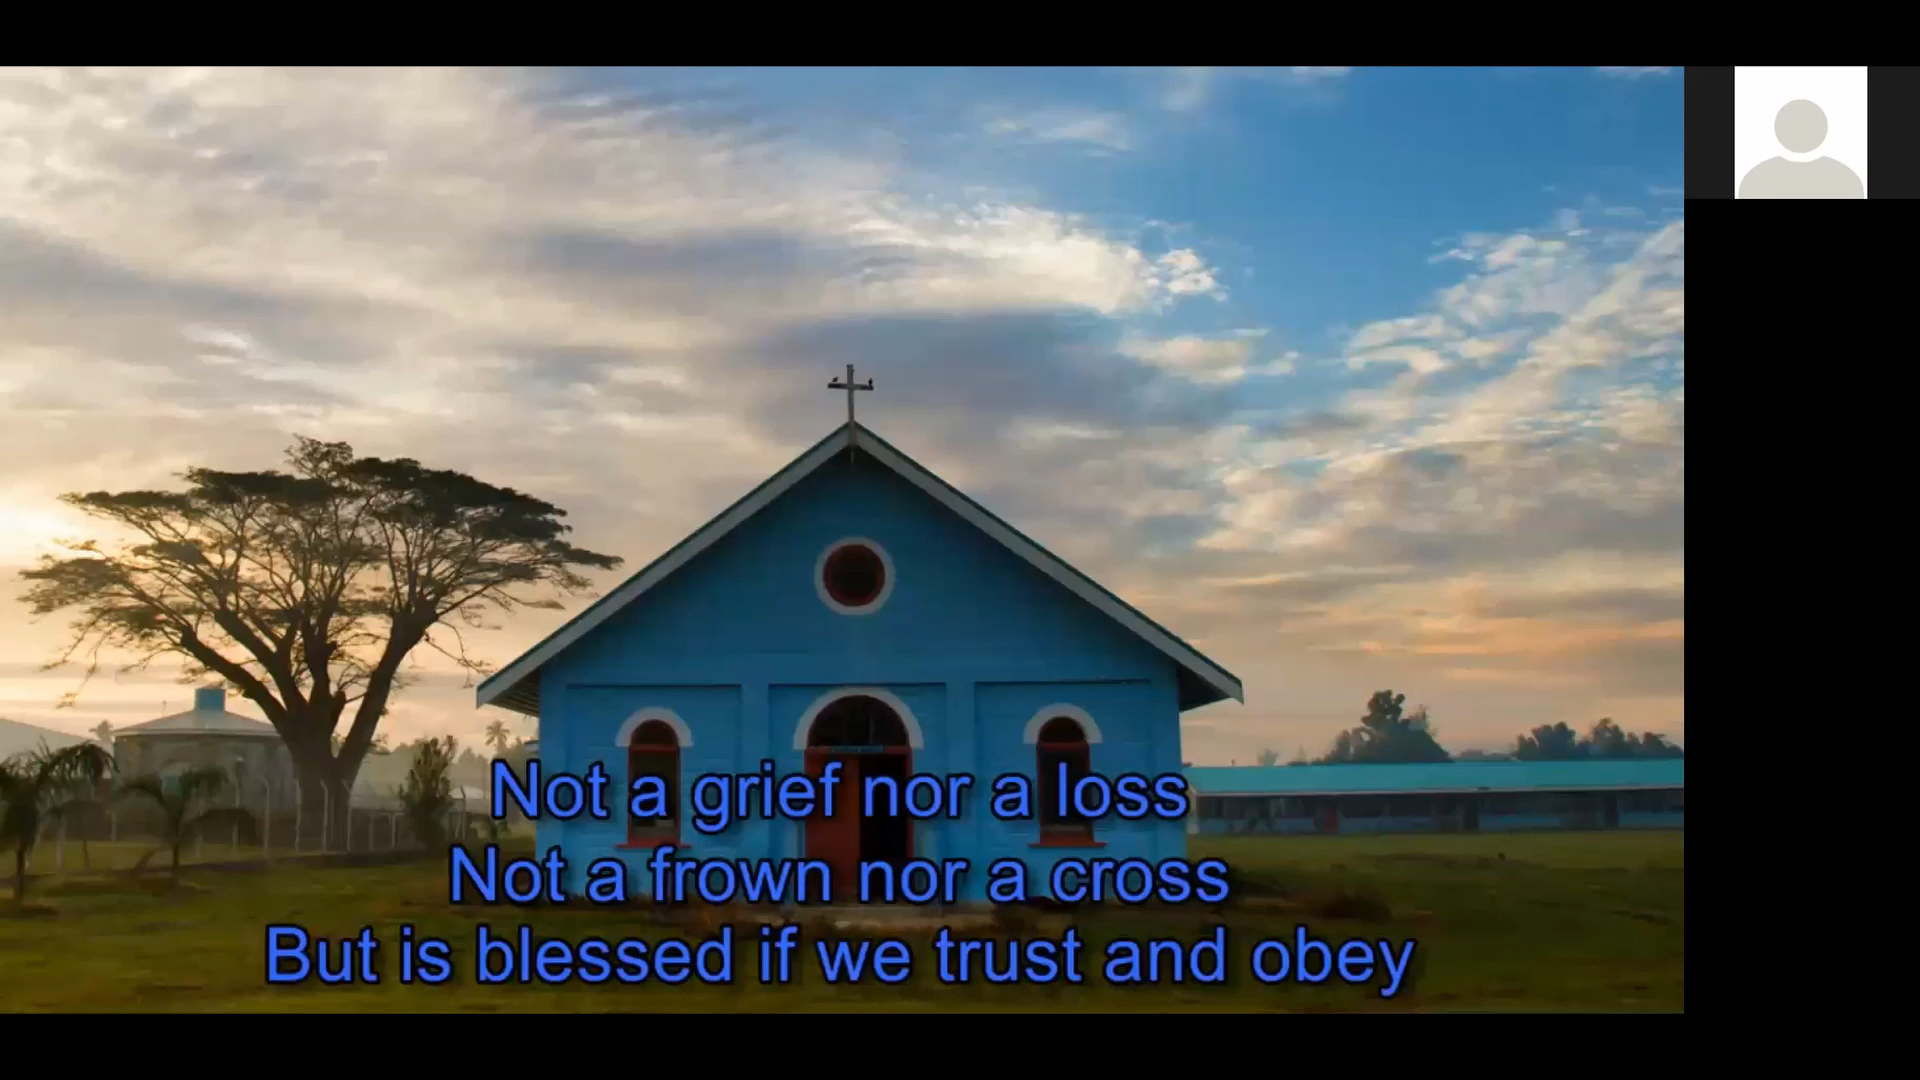 Not a grief nor a loss
Not a frown nor a cross
But is blessed if we trust and obey